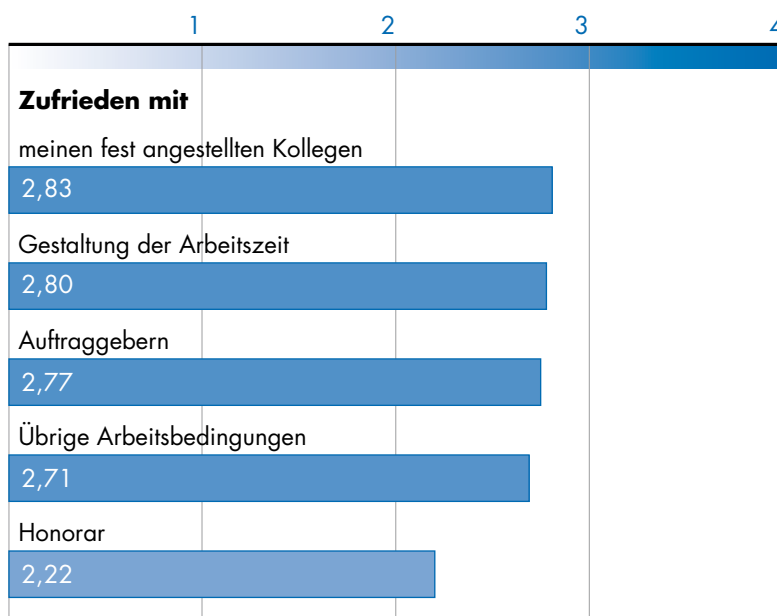 1 2 3 4
Zufrieden mit
meinen fest angestellten Kollegen
2,83
Gestaltung der Arbeitszeit
2,80
Auftraggebern
2,77
Übrige Arbeitsbedingungen
2,71
Honorar
2,22